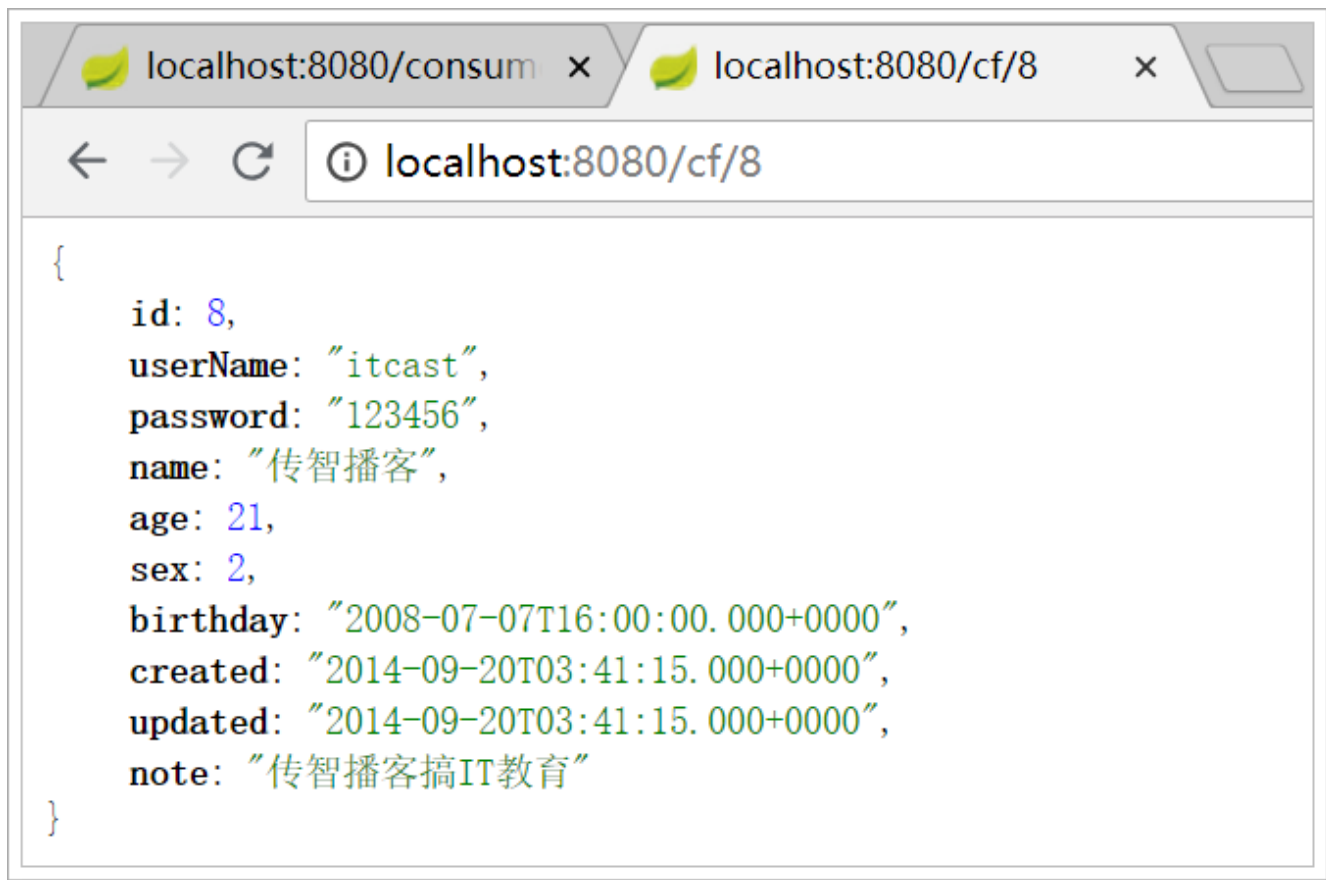 localhost:8080/consum
localhost:8080/cf/8
localhost:8080/cf/8
{
id: 8,
userName: "itcast",
password: "123456",
name: "传智播客",
age: 21,
sex: 2,
birthday: "2008-07-07T16:00:00.000+0000",
created: "2014-09-20T03:41:15.000+0000",
updated: "2014-09-20T03:41:15.000+0000",
note: "传智播客搞IT教育"
}